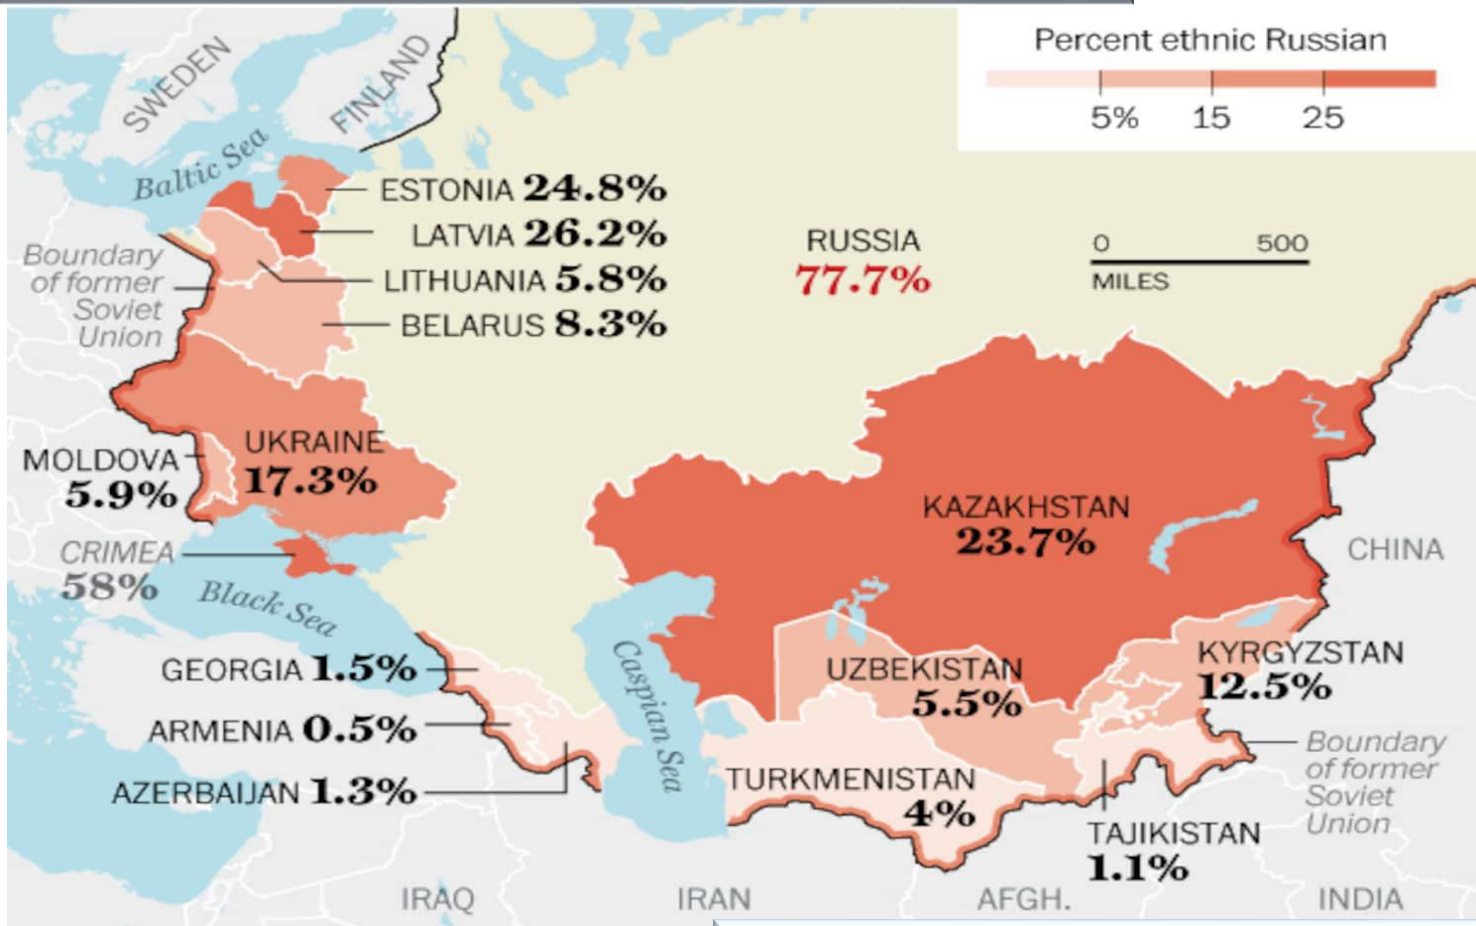 Percent ethnic Russian
5% 15 25
SWEDEN
FINLAND
Baltic Sea
ESTONIA 24.8%
LATVIA 26.2%
LITHUANIA 5.8%
BELARUS 8.3%
RUSSIA
77.7%
0 500
MILES
Boundary
of former
Soviet
Union
UKRAINE
17.3%
MOLDOVA
5.9%
CRIMEA
58%
Black Sea
KAZAKHSTAN
23.7%
CHINA
GEORGIA 1.5%
ARMENIA 0.5%
AZERBAIJAN 1.3%
Caspian Sea
UZBEKISTAN
5.5%
KYRGYZSTAN
12.5%
TURKMENISTAN
4%
TAJIKISTAN
1.1%
Boundary
of former
Soviet
Union
IRAQ
IRAN
AFGH.
INDIA